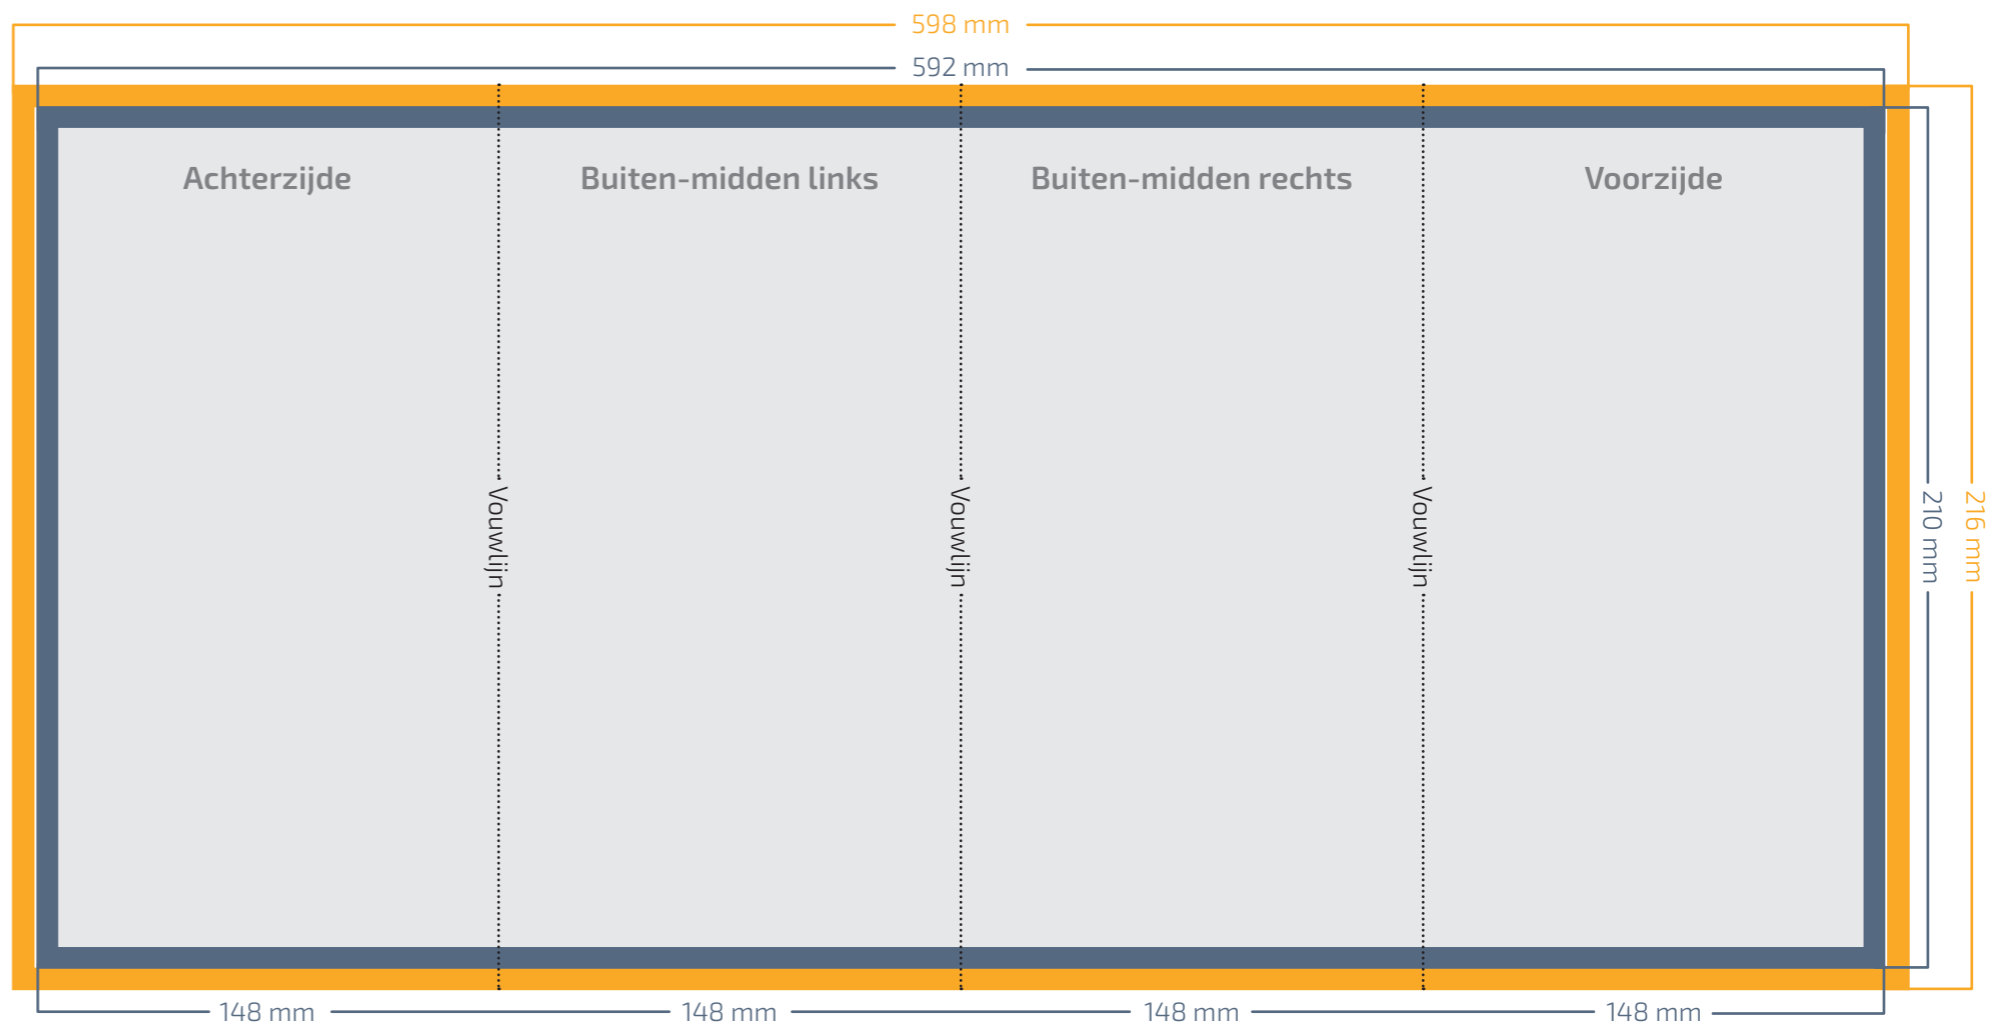 598 mm
592 mm
Achterzijde
Buiten-midden links
Buiten-midden rechts
Voorzijde
Vouwlijn
Vouwlijn
Vouwlijn
210 mm
216 mm
148 mm
148 mm
148 mm
148 mm